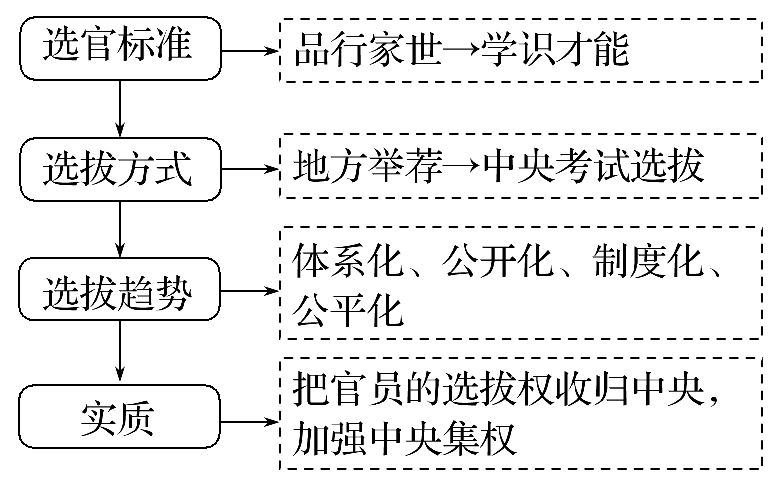 选官标准
品行家世→学识才能
选拔方式
地方举荐→中央考试选拔
选拔趋势
体系化、公开化、制度化、
公平化
实质
把官员的选拔权收归中央，
加强中央集权